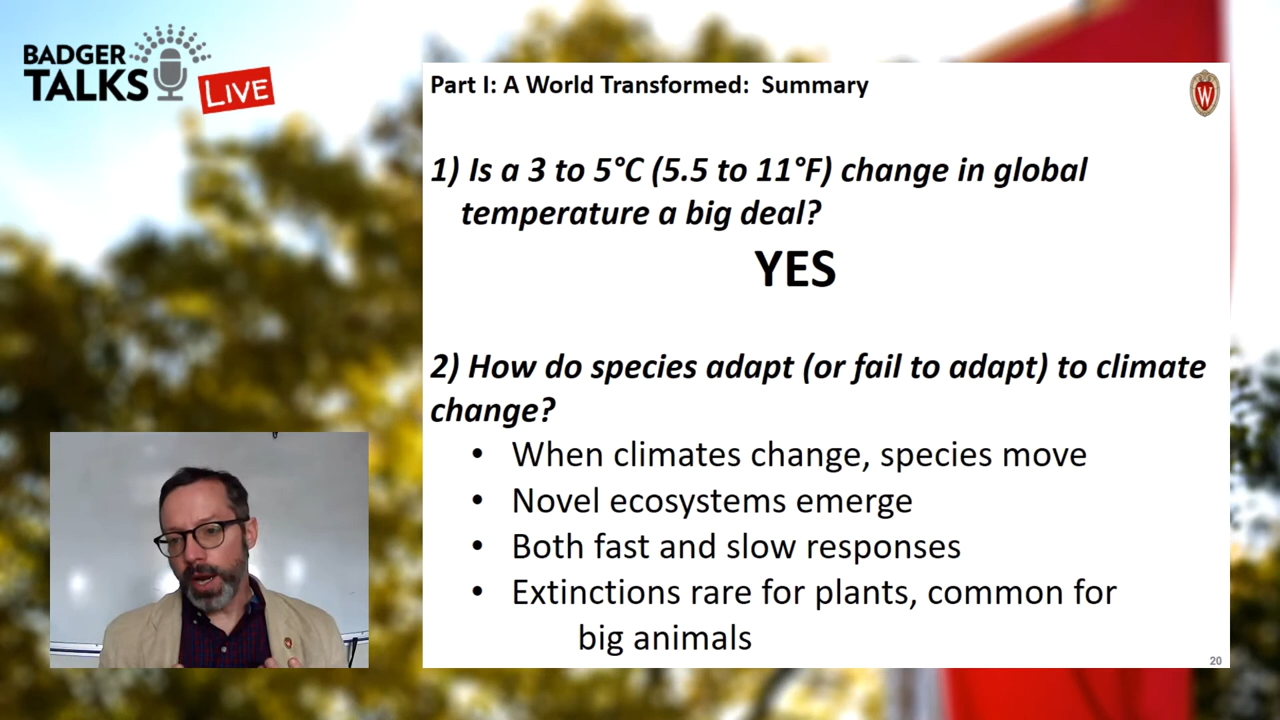 BADGER
TALKS
LIVE
Part I: A World Transformed: Summary
W
1) Is a 3 to 5°C (5.5 to 11°F) change in global
temperature a big deal?
YES
2) How do species adapt (or fail to adapt) to climate
change?
• When climates change, species move
• Novel ecosystems emerge
• Both fast and slow responses
• Extinctions rare for plants, common for
big animals
20